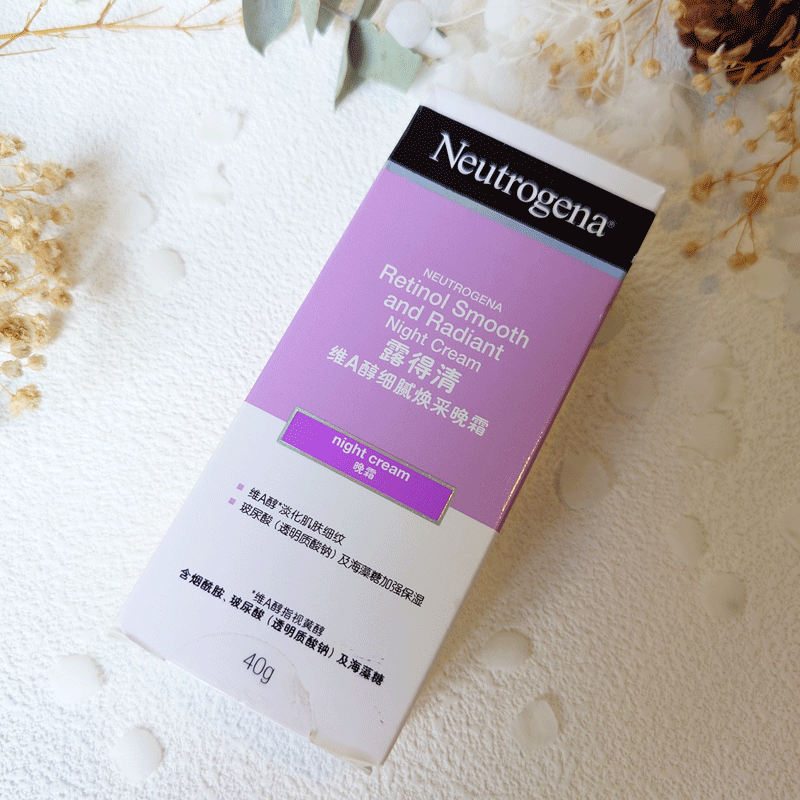 Neutrogena®
NEUTROGENA
Retinol Smooth
and Radiant
Night Cream
露得清
维A醇细腻焕采晚霜
night cream
晚霜
维A醇*淡化肌肤细纹
玻尿酸（透明质酸钠）及海藻糖加强保湿
*维A醇指视黄醇
含烟酰胺、玻尿酸（透明质酸钠）及海藻糖
40g